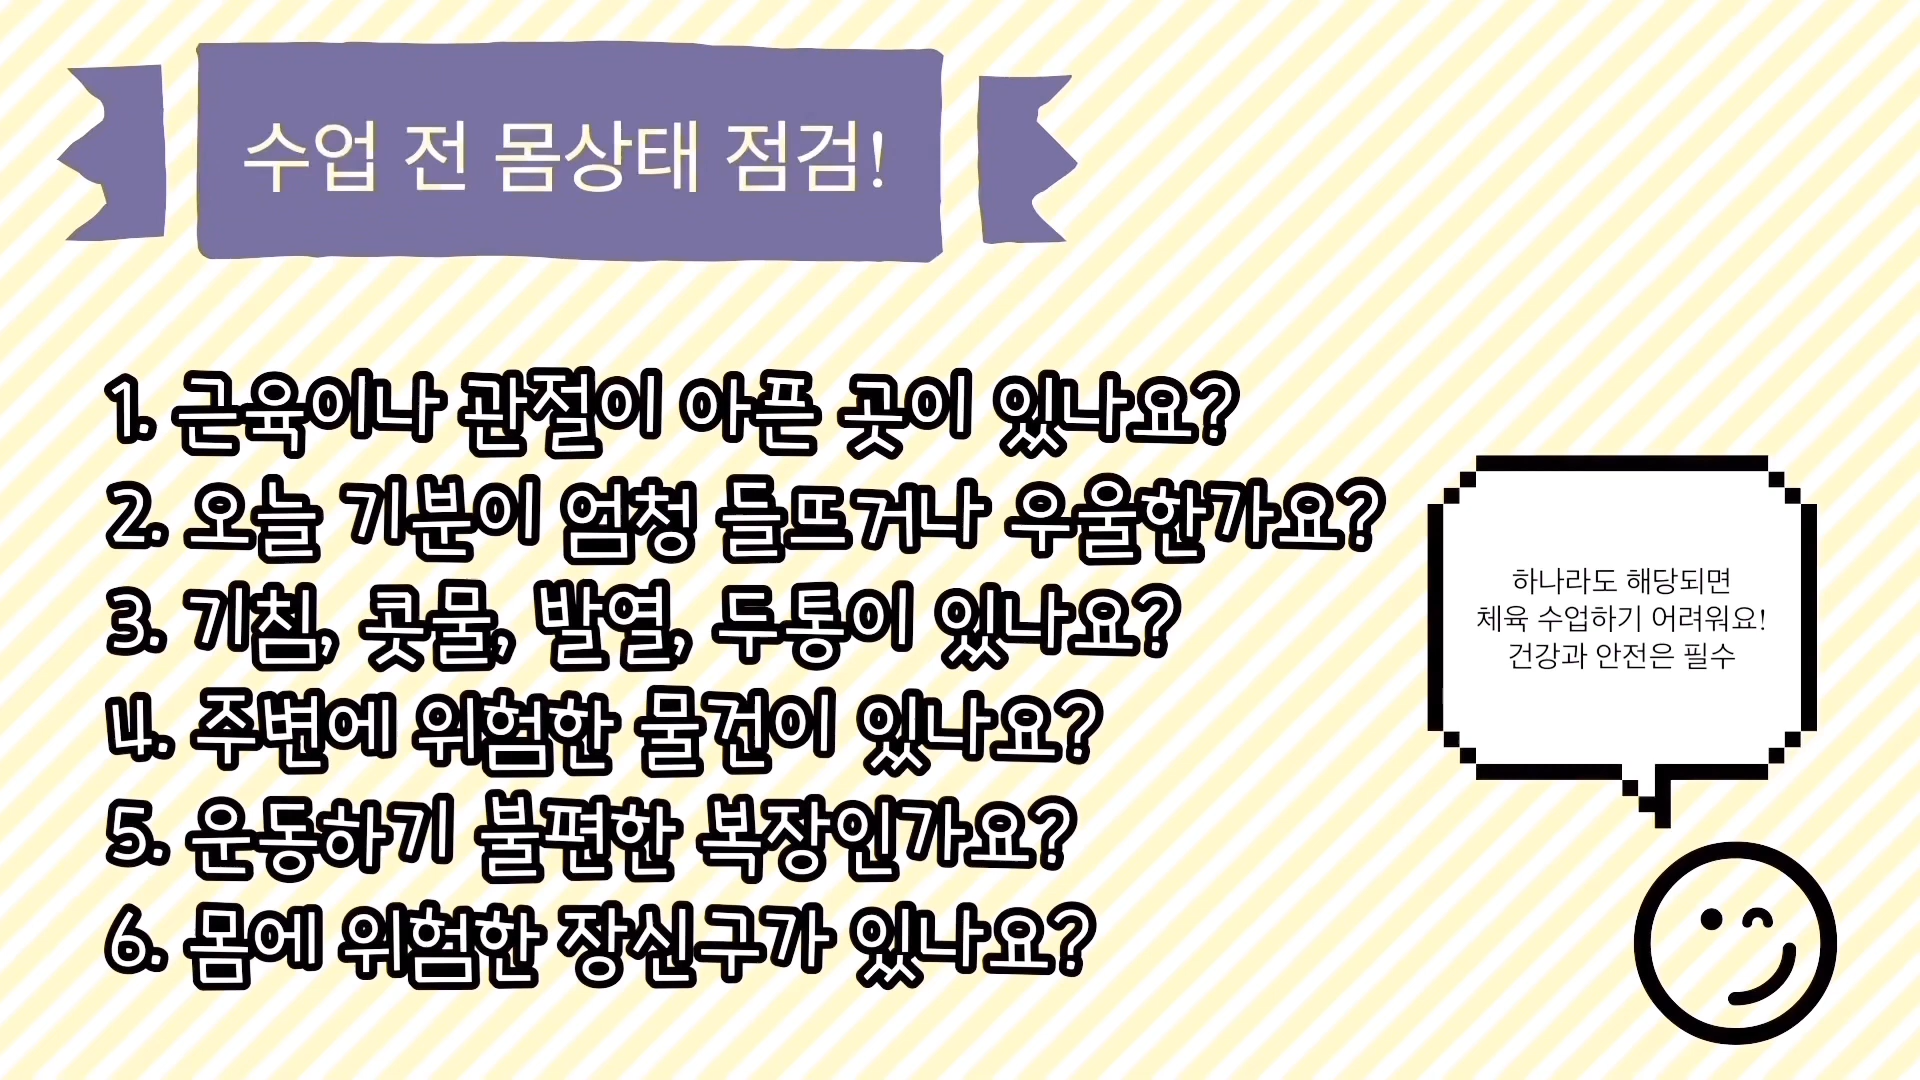 수업 전 몸상태 점검!
1. 근육이나 관절이 아픈 곳이 있나요?
2. 오늘 기분이 엄청 들뜨거나 우울한가요?
3. 기침, 콧물, 발열, 두통이 있나요?
4. 주변에 위험한 물건이 있나요?
5. 운동하기 불편한 복장인가요?
6. 몸에 위험한 장신구가 있나요?
하나라도 해당되면
체육 수업하기 어려워요!
건강과 안전은 필수